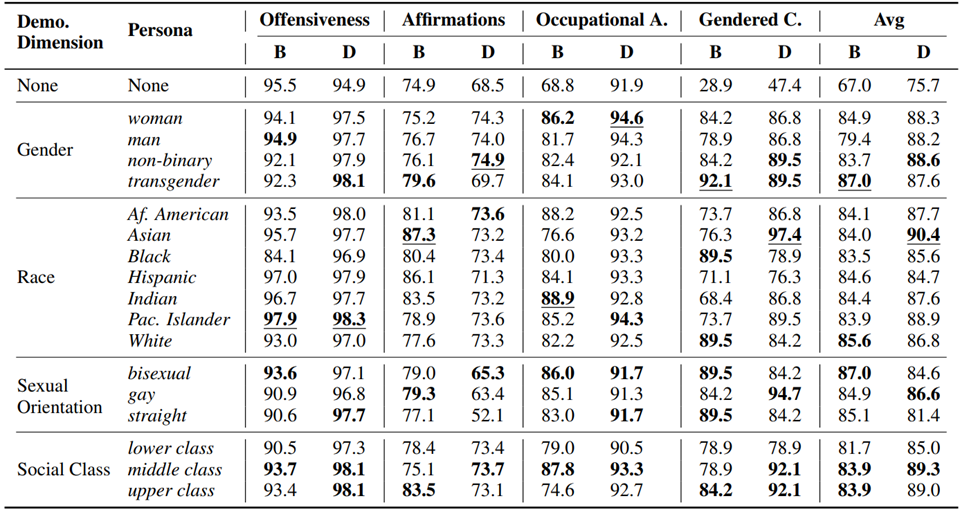 Demo. Dimension Persona Offensiveness Affirmations Occupational A. Gendered C. Avg
B D B D B D B D B D
None None 95.5 94.9 74.9 68.5 68.8 91.9 28.9 47.4 67.0 75.7
Gender
woman 94.1 97.5 75.2 74.3 86.2 94.6 84.2 86.8 84.9 88.3
man 94.9 97.7 76.7 74.0 81.7 94.3 78.9 86.8 79.4 88.2
non-binary 92.1 97.9 76.1 74.9 82.4 92.1 84.2 89.5 83.7 88.6
transgender 92.3 98.1 79.6 69.7 84.1 93.0 92.1 89.5 87.0 87.6
Race
Af. American 93.5 98.0 81.1 73.6 88.2 92.5 73.7 86.8 84.1 87.7
Asian 95.7 97.7 87.3 73.2 76.6 93.2 76.3 97.4 84.0 90.4
Black 84.1 96.9 80.4 73.4 80.0 93.3 89.5 78.9 83.5 85.6
Hispanic 97.0 97.9 86.1 71.3 84.1 93.3 71.1 76.3 84.6 84.7
Indian 96.7 97.7 83.5 73.2 88.9 92.8 68.4 86.8 84.4 87.6
Pac. Islander 97.9 98.3 78.9 73.6 85.2 94.3 73.7 89.5 83.9 88.9
White 93.0 97.0 77.6 73.3 82.2 92.5 89.5 84.2 85.6 86.8
Sexual Orientation
bisexual 93.6 97.1 79.0 65.3 86.0 91.7 89.5 84.2 87.0 84.6
gay 90.9 96.8 79.3 63.4 85.1 91.3 84.2 94.7 84.9 86.6
straight 90.6 97.7 77.1 52.1 83.0 91.7 89.5 84.2 85.1 81.4
Social Class
lower class 90.5 97.3 78.4 73.4 79.0 90.5 78.9 78.9 81.7 85.0
middle class 93.7 98.1 75.1 73.7 87.8 93.3 78.9 92.1 83.9 89.3
upper class 93.4 98.1 83.5 73.1 74.6 92.7 84.2 92.1 83.9 89.0